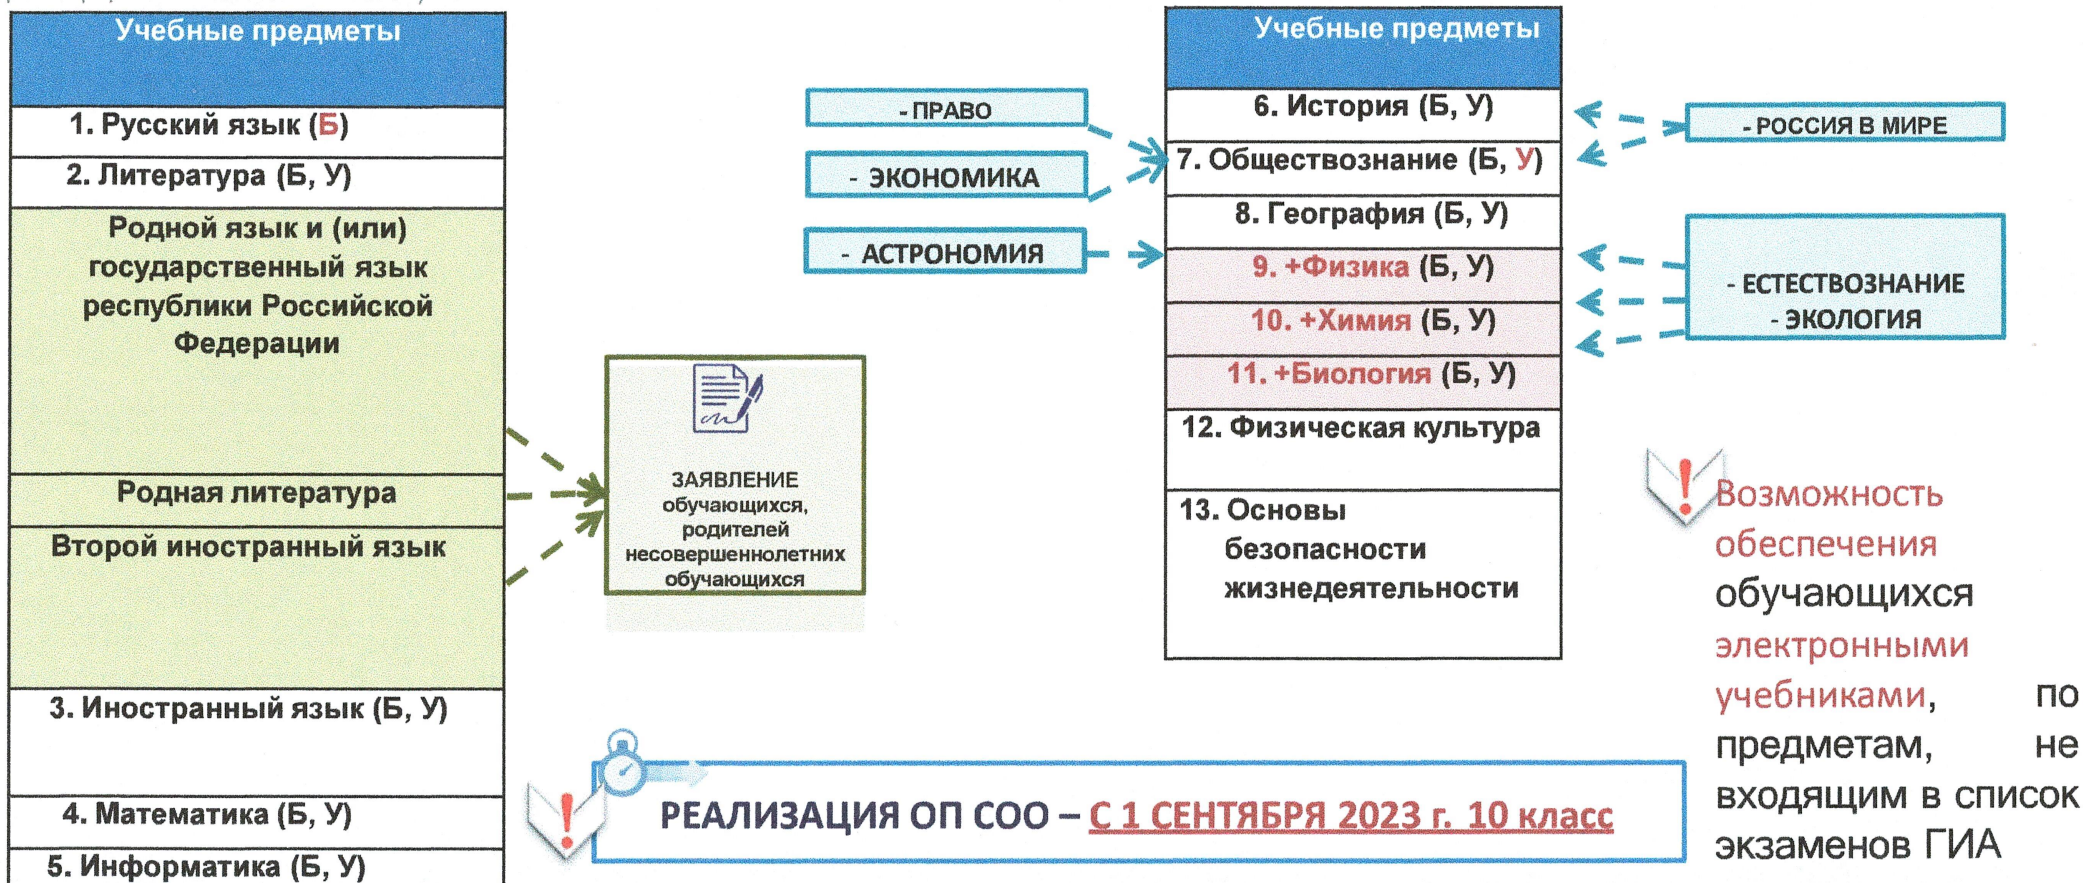 Учебные предметы
1. Русский язык (Б)
2. Литература (Б, У)
Родной язык и (или)
государственный язык
республики Российской
Федерации
Родная литература
Второй иностранный язык
3. Иностранный язык (Б, У)
4. Математика (Б, У)
5. Информатика (Б, У)
ЗАЯВЛЕНИЕ
обучающихся,
родителей
несовершеннолетних
обучающихся
- ПРАВО
- ЭКОНОМИКА
- АСТРОНОМИЯ
Учебные предметы
6. История (Б, У)
7. Обществознание (Б, У)
8. География (Б, У)
9. +Физика (Б, У)
10. +Химия (Б, У)
11. +Биология (Б, У)
12. Физическая культура
13. Основы
безопасности
жизнедеятельности
- РОССИЯ В МИРЕ
- ЕСТЕСТВОЗНАНИЕ
- ЭКОЛОГИЯ
Возможность
обеспечения
обучающихся
электронными
учебниками, по
предметам, не
входящим в список
экзаменов ГИА
РЕАЛИЗАЦИЯ ОП СОО – С 1 СЕНТЯБРЯ 2023 г. 10 класс